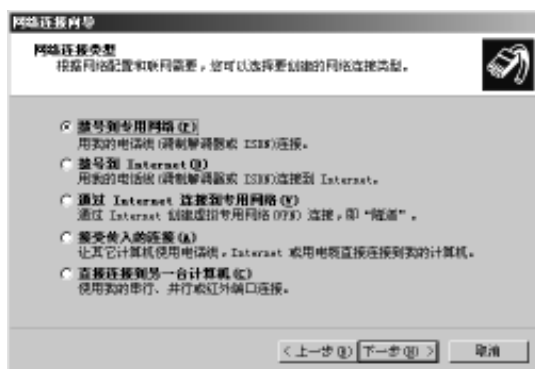 网络连接向导
网络连接类型
根据网络配置和联网需要，您可以选择要创建的网络连接类型。
拨号到专用网络(P)
用我的电话线(调制解调器或 ISDN)连接。
拨号到 Internet(D)
用我的电话线(调制解调器或 ISDN)连接到 Internet。
通过 Internet 连接到专用网络(V)
通过 Internet 创建虚拟专用网络(VPN) 连接，即“隧道”。
接受传入的连接(A)
让其它计算机使用电话线，Internet 或用电缆直接连接到我的计算机。
直接连接到另一台计算机(C)
使用我的串行、并行或红外端口连接。
<上一步(B)
下一步(N) >
取消